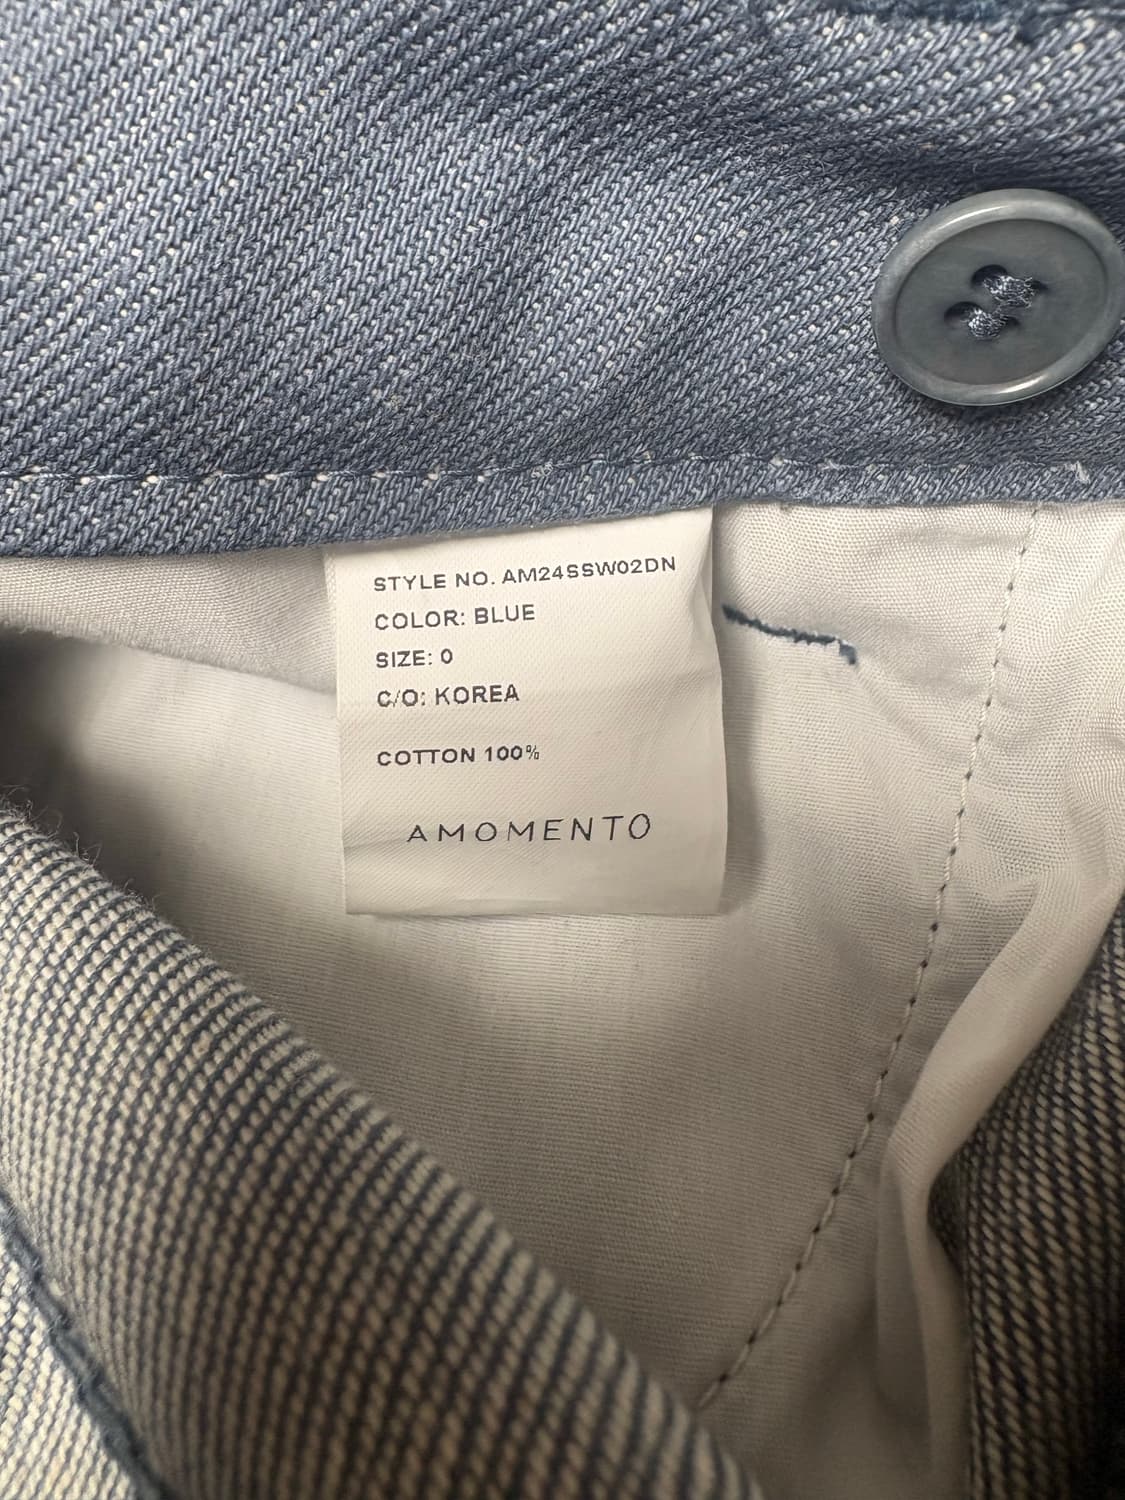 STYLE NO. AM24SSW02DN
COLOR: BLUE
SIZE: 0
C/O: KOREA
COTTON 100%
AMOMENTO